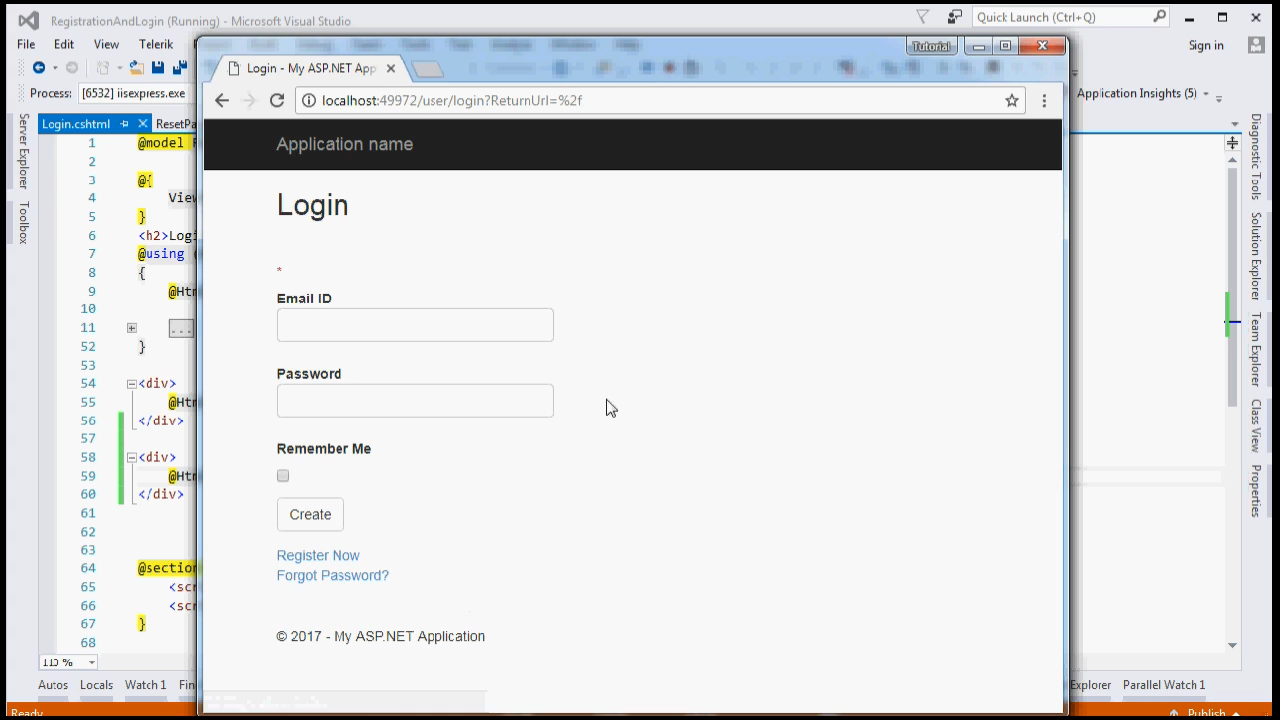 RegistrationAndLogin (Running) - Microsoft Visual Studio
Quick Launch (Ctrl+Q)
File Edit View Telerik
Tutorial
Sign in
Login - My ASP.NET App
Process: [6532] iisexpress.exe
Application Insights (5)
localhost:49972/user/login?ReturnUrl=%2f
Login.cshtml
Server Explorer
Toolbox
Diagnostic Tools
Solution Explorer
Team Explorer
Class View
Properties
1 @model
2
3 @{
4 View
5 }
6 <h2>Logi
7 @using (
8 {
9 @Htm
10
11 ...
52 }
53
54 <div>
55 @Htm
56 </div>
57
58 <div>
59 @Htm
60 </div>
61
62
63
64 @section
65 <scr
66 <scr
67 }
68
Application name
Login
*
Email ID
Password
Remember Me
Create
Register Now
Forgot Password?
© 2017 - My ASP.NET Application
Autos Locals Watch 1
Explorer Parallel Watch 1
Ready
Publish